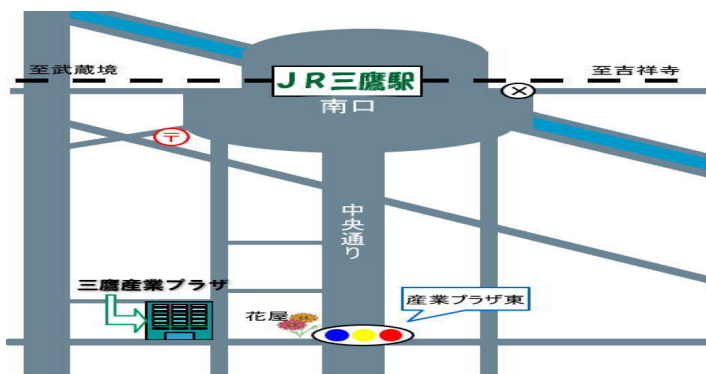 至武蔵境
JR三鷹駅
至吉祥寺
南口
中央通り
三鷹産業プラザ
産業プラザ東
花屋